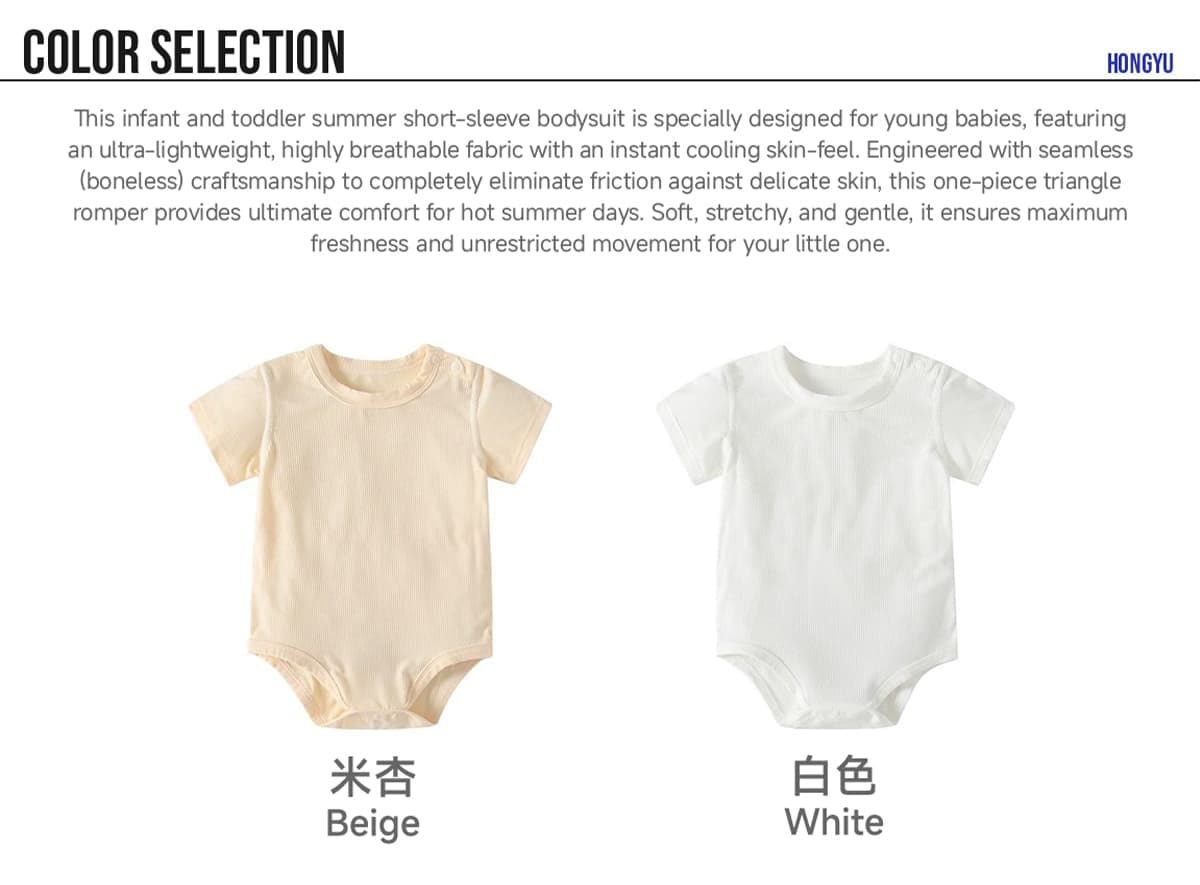 COLOR SELECTION
HONGYU
This infant and toddler summer short-sleeve bodysuit is specially designed for young babies, featuring
an ultra-lightweight, highly breathable fabric with an instant cooling skin-feel. Engineered with seamless
(boneless) craftsmanship to completely eliminate friction against delicate skin, this one-piece triangle
romper provides ultimate comfort for hot summer days. Soft, stretchy, and gentle, it ensures maximum
freshness and unrestricted movement for your little one.
米杏
Beige
白色
White